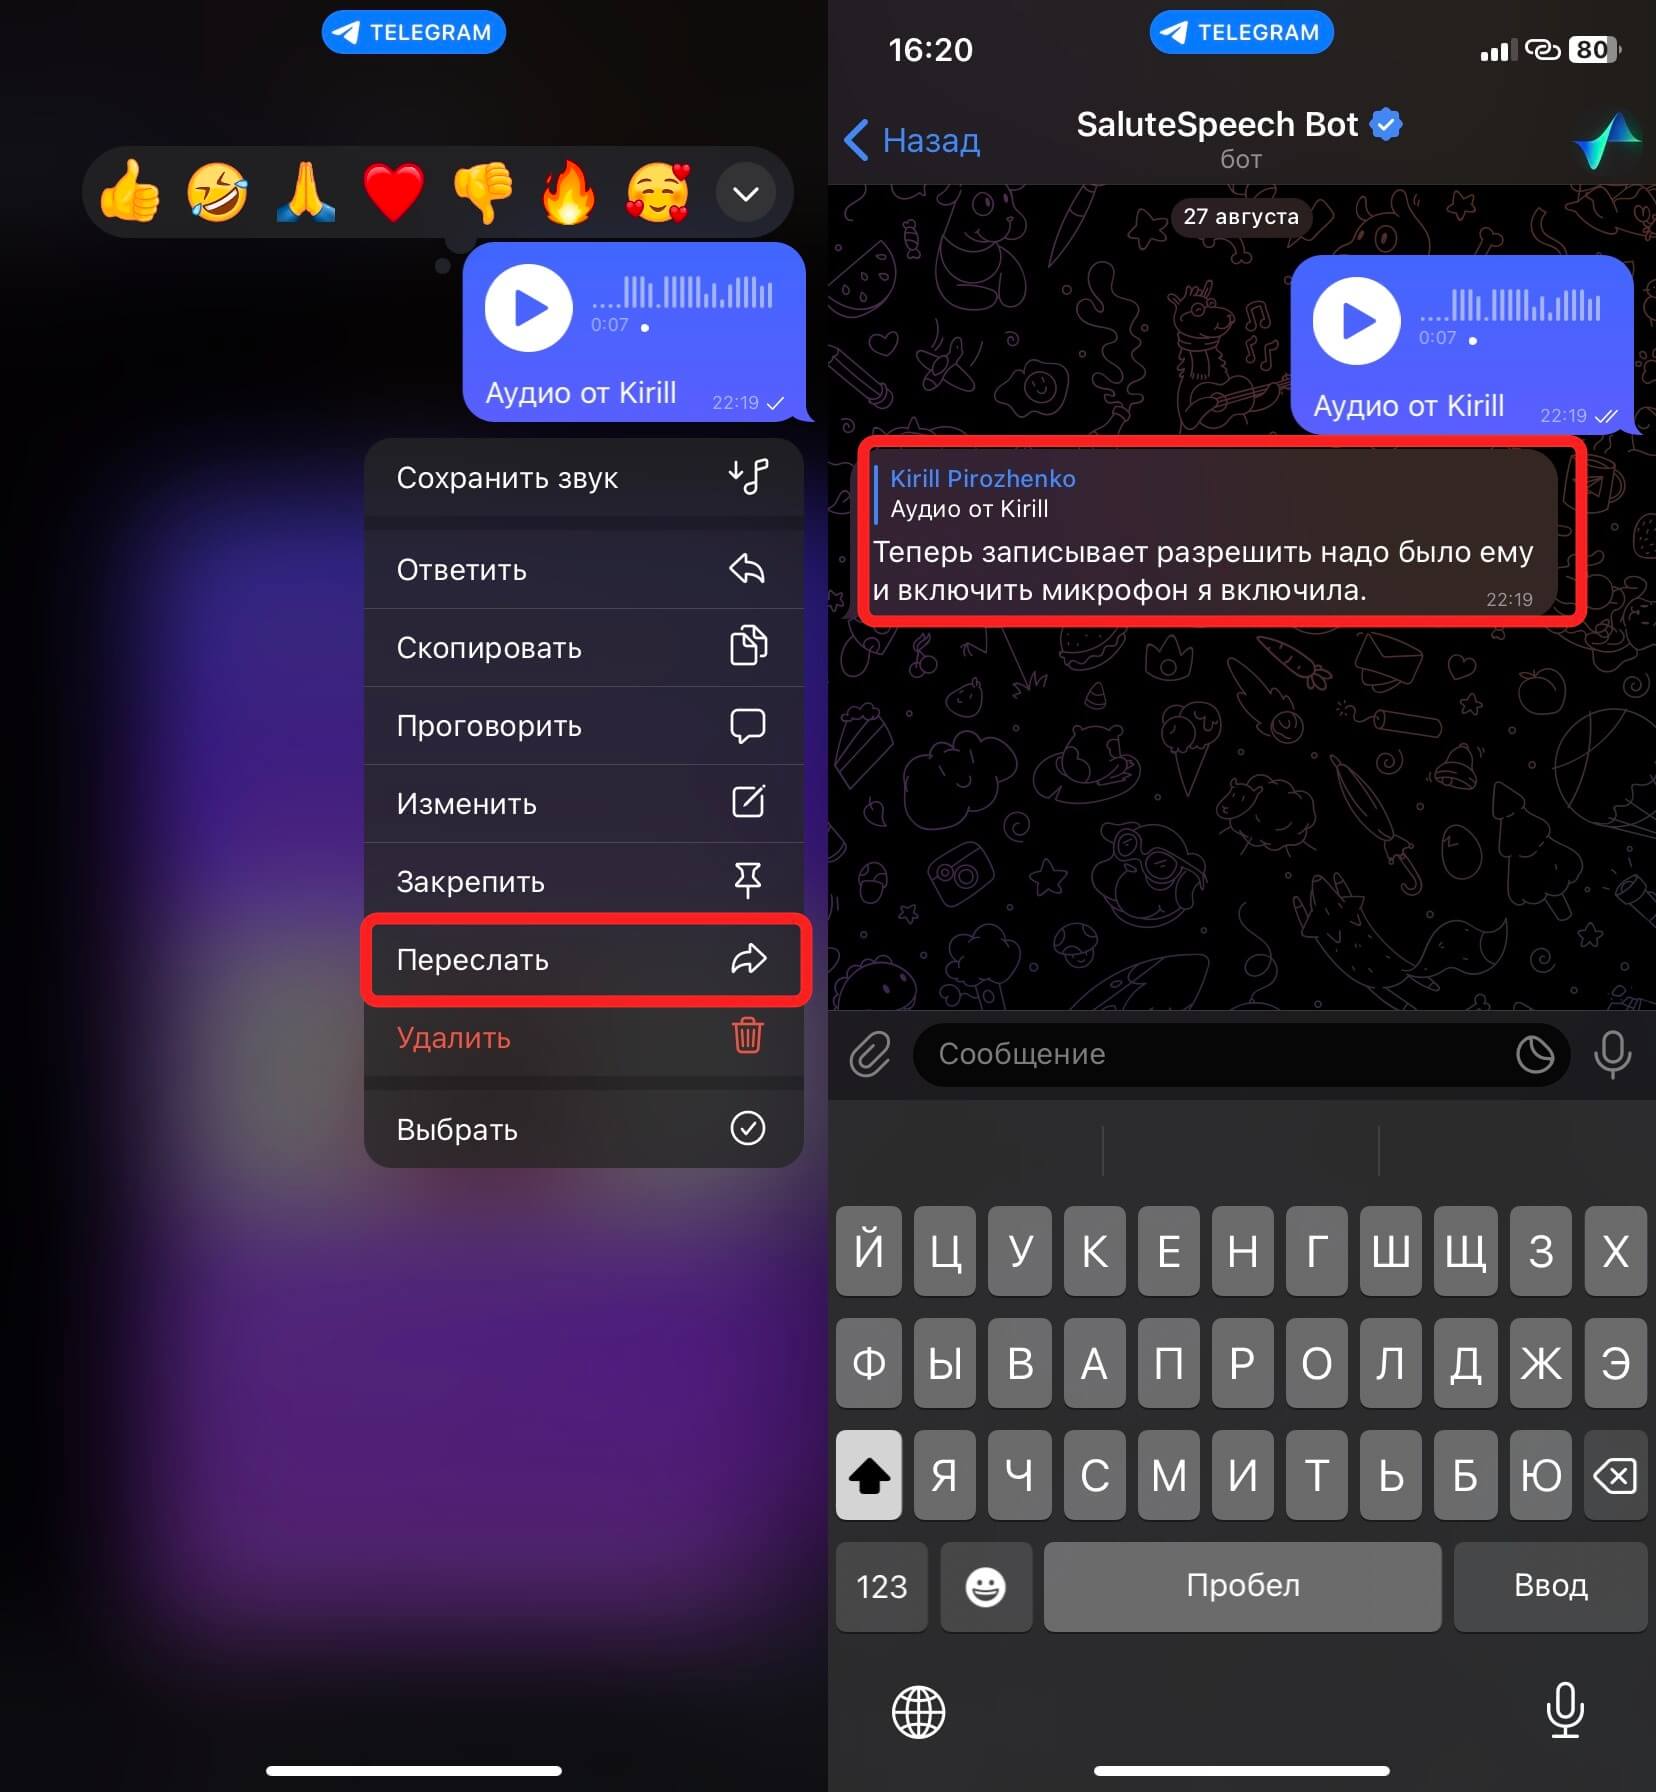 TELEGRAM
0:07
Аудио от Kirill
22:19
Сохранить звук
Ответить
Скопировать
Проговорить
Изменить
Закрепить
Переслать
Удалить
Выбрать
TELEGRAM
16:20
80
Назад
SaluteSpeech Bot
бот
27 августа
0:07
Аудио от Kirill
22:19
Kirill Pirozhenko
Аудио от Kirill
Теперь записывает разрешить надо было ему
и включить микрофон я включила.
22:19
Сообщение
Й Ц У К Е Н Г Ш Щ З Х
Ф Ы В А П Р О Л Д Ж Э
Я Ч С М И Т Ь Б Ю
123 Пробел Ввод